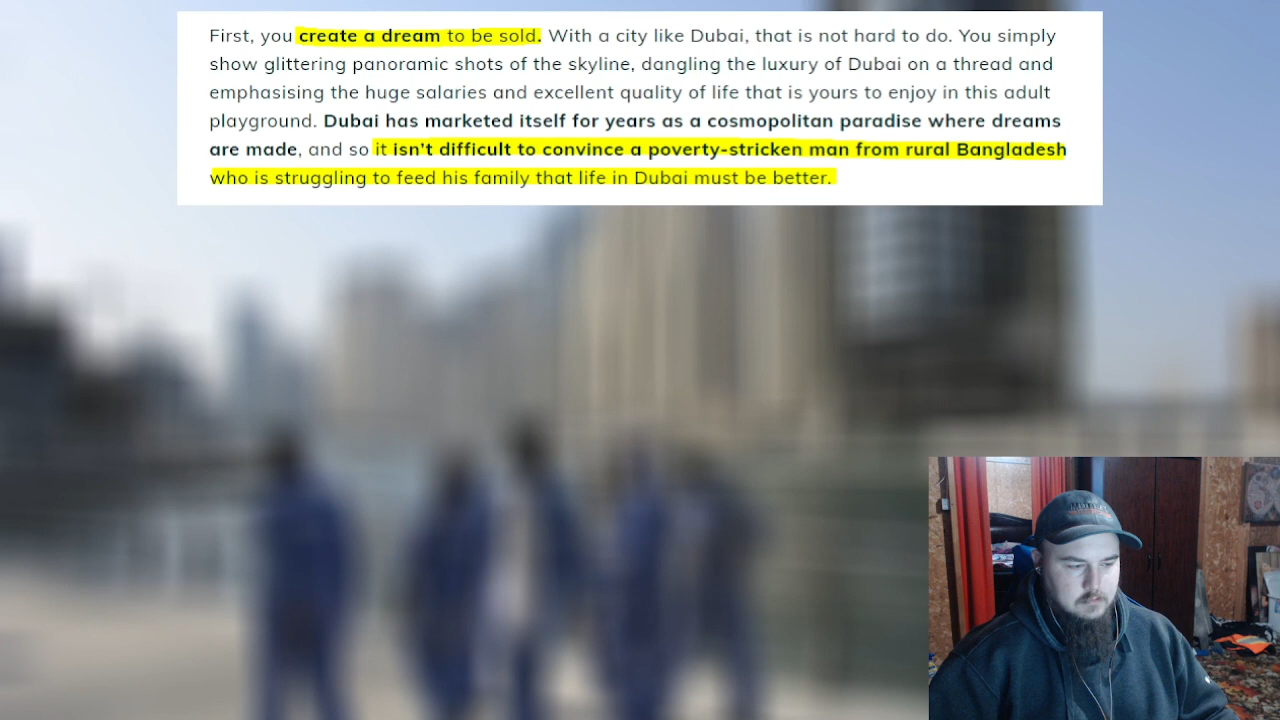 First, you create a dream to be sold. With a city like Dubai, that is not hard to do. You simply
show glittering panoramic shots of the skyline, dangling the luxury of Dubai on a thread and
emphasising the huge salaries and excellent quality of life that is yours to enjoy in this adult
playground. Dubai has marketed itself for years as a cosmopolitan paradise where dreams
are made, and so it isn't difficult to convince a poverty-stricken man from rural Bangladesh
who is struggling to feed his family that life in Dubai must be better.